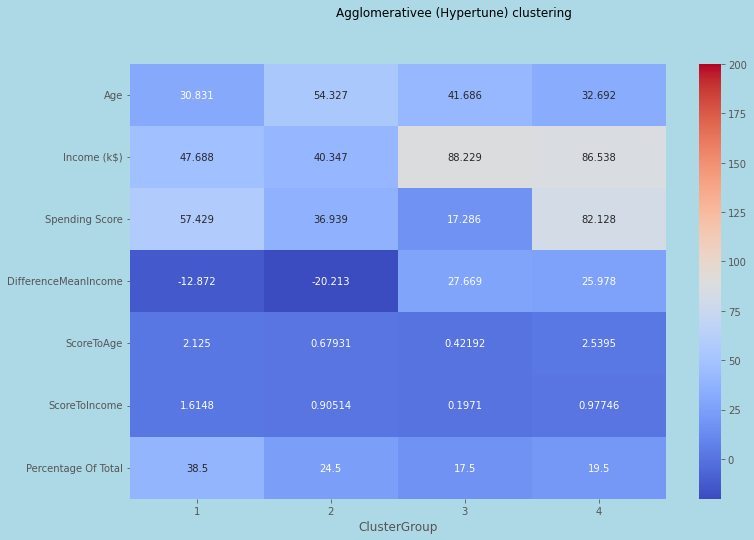 Agglomerativee (Hypertune) clustering
Age 30.831 54.327 41.686 32.692
Income (k$) 47.688 40.347 88.229 86.538
Spending Score 57.429 36.939 17.286 82.128
DifferenceMeanIncome -12.872 -20.213 27.669 25.978
ScoreToAge 2.125 0.67931 0.42192 2.5395
ScoreToIncome 1.6148 0.90514 0.1971 0.97746
Percentage Of Total 38.5 24.5 17.5 19.5
1 2 3 4
ClusterGroup
200
175
150
125
100
75
50
25
0